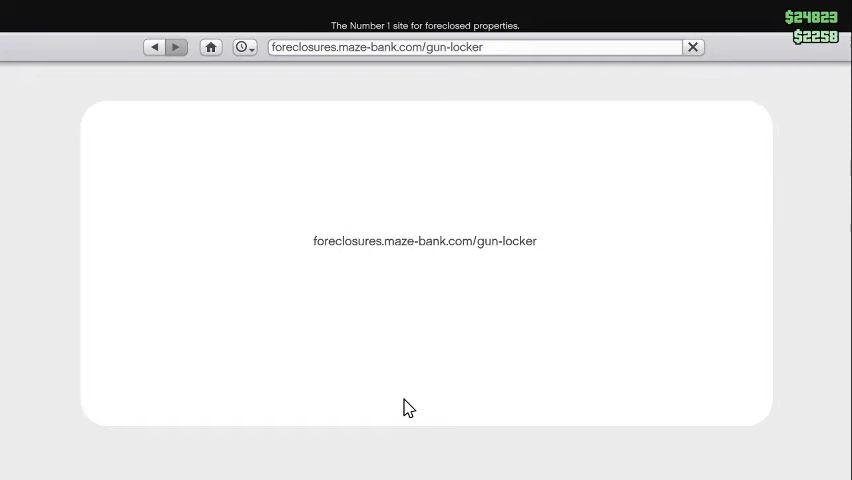 The Number 1 site for foreclosed properties.
$24823
$2258
foreclosures.maze-bank.com/gun-locker
foreclosures.maze-bank.com/gun-locker